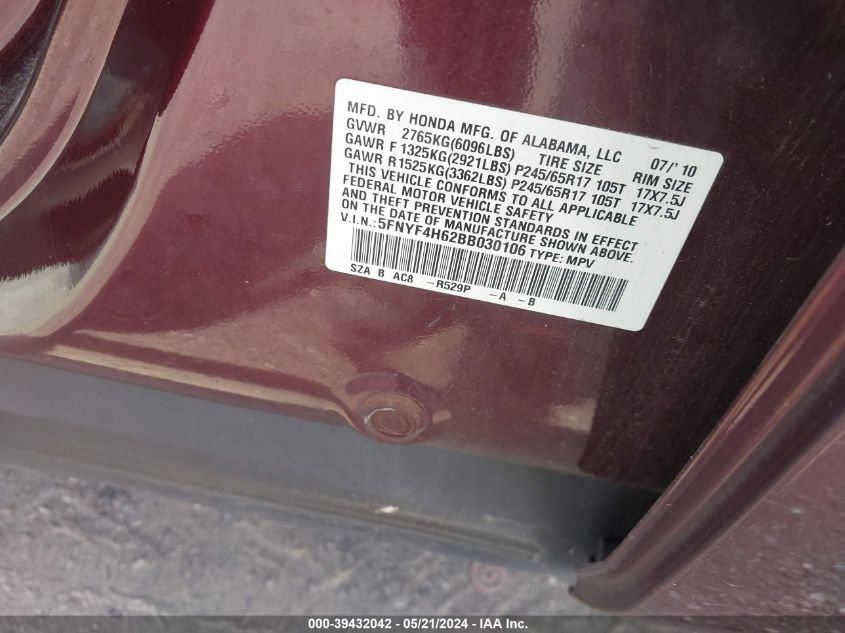 MFD. BY HONDA MFG. OF ALABAMA, LLC 07/'10
GVWR 2765KG(6096LBS) TIRE SIZE RIM SIZE
GAWR F 1325KG(2921LBS) P245/65R17 105T 17X7.5J
GAWR R1525KG(3362LBS) P245/65R17 105T 17X7.5J
THIS VEHICLE CONFORMS TO ALL APPLICABLE
FEDERAL MOTOR VEHICLE SAFETY
AND THEFT PREVENTION STANDARDS IN EFFECT
ON THE DATE OF MANUFACTURE SHOWN ABOVE.
V.I.N.:5FNYF4H62BB030106 TYPE: MPV
SZA B AC8 -R529P -A -B
000-39432042 / 05/21/2024 - IAA Inc.